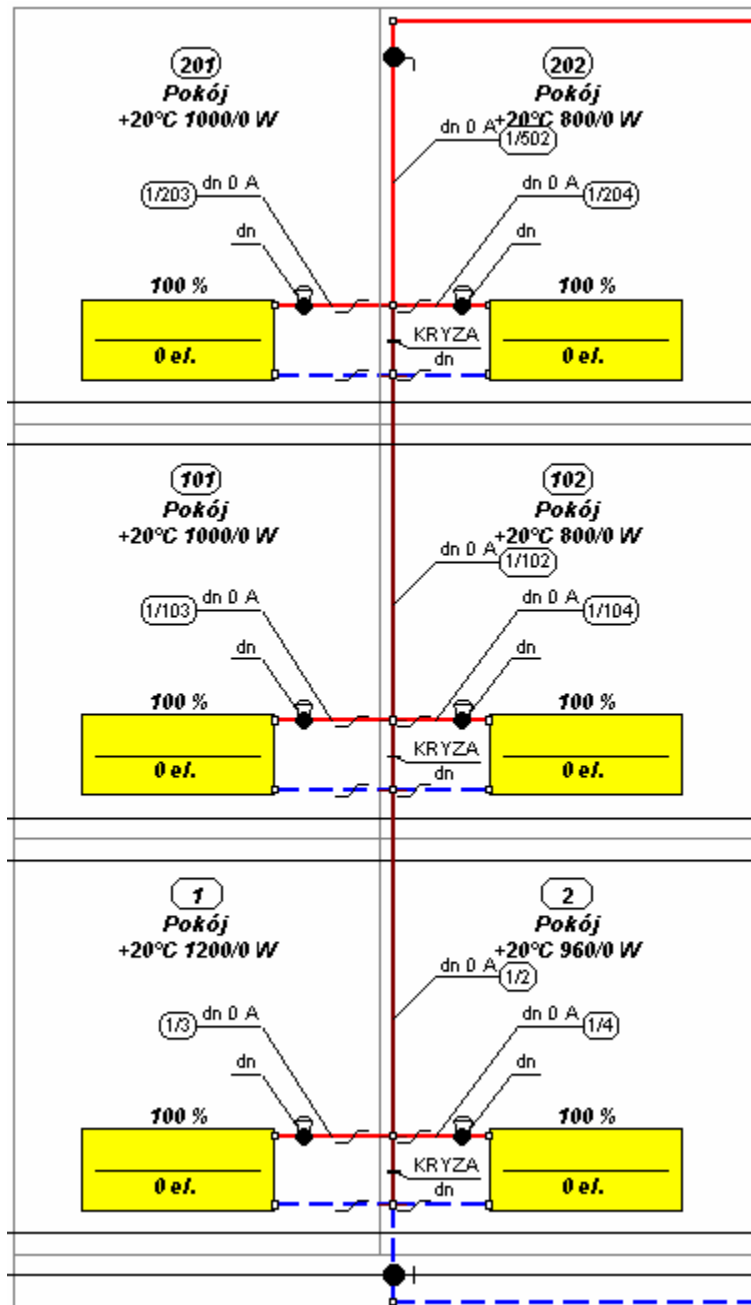 201
Pokój
+20°C 1000/0 W
202
Pokój
+20°C 800/0 W
dn 0 A 1/502
1/203 dn 0 A
dn 0 A 1/204
dn
dn
100 %
100 %
0 el.
KRYZA
dn
0 el.
101
Pokój
+20°C 1000/0 W
102
Pokój
+20°C 800/0 W
dn 0 A 1/102
1/103 dn 0 A
dn 0 A 1/104
dn
dn
100 %
100 %
0 el.
KRYZA
dn
0 el.
1
Pokój
+20°C 1200/0 W
2
Pokój
+20°C 960/0 W
dn 0 A 1/2
1/3 dn 0 A
dn 0 A 1/4
dn
dn
100 %
100 %
0 el.
KRYZA
dn
0 el.